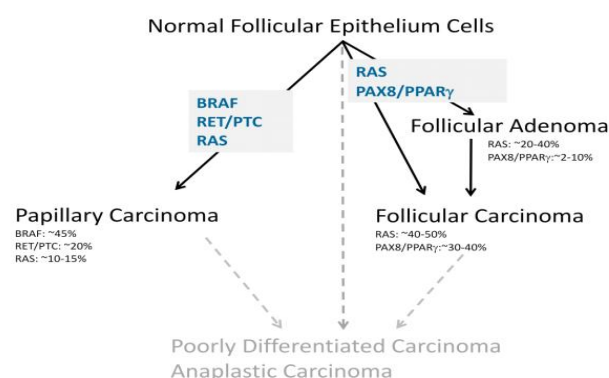 Normal Follicular Epithelium Cells
RAS
PAX8/PPARγ
BRAF
RET/PTC
RAS
Follicular Adenoma
RAS: ~20-40%
PAX8/PPARγ:~2-10%
Papillary Carcinoma
BRAF: ~45%
RET/PTC: ~20%
RAS: ~10-15%
Follicular Carcinoma
RAS: ~40-50%
PAX8/PPARγ:~30-40%
Poorly Differentiated Carcinoma
Anaplastic Carcinoma